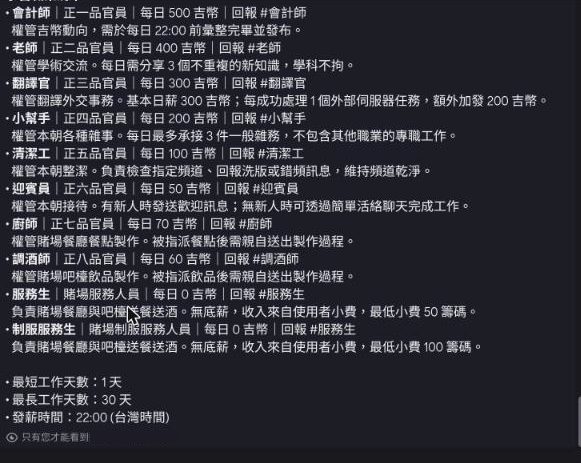 • 會計師｜正一品官員｜每日 500 吉幣｜回報 #會計師
權管吉幣動向，需於每日 22:00 前彙整完畢並發布。
• 老師｜正二品官員｜每日 400 吉幣｜回報 #老師
權管學術交流。每日需分享 3 個不重複的新知識，學科不拘。
• 翻譯官｜正三品官員｜每日 300 吉幣｜回報 #翻譯官
權管翻譯外交事務。基本日薪 300 吉幣；每成功處理 1 個外部伺服器任務，額外加發 200 吉幣。
• 小幫手｜正四品官員｜每日 200 吉幣｜回報 #小幫手
權管本朝各種雜事。每日最多承接 3 件一般雜務，不包含其他職業的專職工作。
• 清潔工｜正五品官員｜每日 100 吉幣｜回報 #清潔工
權管本朝整潔。負責檢查指定頻道、回報洗版或錯頻訊息，維持頻道乾淨。
• 迎賓員｜正六品官員｜每日 50 吉幣｜回報 #迎賓員
權管本朝接待。有新人時發送歡迎訊息；無新人時可透過簡單活絡聊天完成工作。
• 廚師｜正七品官員｜每日 70 吉幣｜回報 #廚師
權管賭場餐廳餐點製作。被指派餐點後需親自送出製作過程。
• 調酒師｜正八品官員｜每日 60 吉幣｜回報 #調酒師
權管賭場吧檯飲品製作。被指派飲品後需親自送出製作過程。
• 服務生｜賭場服務人員｜每日 0 吉幣｜回報 #服務生
負責賭場餐廳與吧檯送餐送酒。無底薪，收入來自使用者小費，最低小費 50 籌碼。
• 制服服務生｜賭場制服服務人員｜每日 0 吉幣｜回報 #服務生
負責賭場餐廳與吧檯送餐送酒。無底薪，收入來自使用者小費，最低小費 100 籌碼。
• 最短工作天數：1 天
• 最長工作天數：30 天
• 發薪時間：22:00 (台灣時間)
只有您才能看到